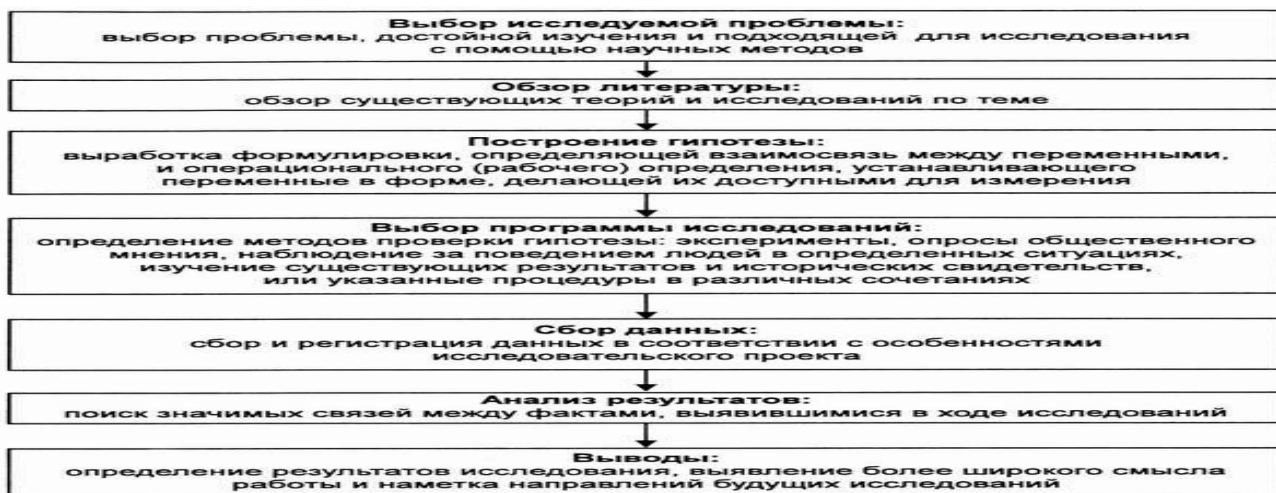 Выбор исследуемой проблемы:
выбор проблемы, достойной изучения и подходящей для исследования
с помощью научных методов
Обзор литературы:
обзор существующих теорий и исследований по теме
Построение гипотезы:
выработка формулировки, определяющей взаимосвязь между переменными,
и операционального (рабочего) определения, устанавливающего
переменные в форме, делающей их доступными для измерения
Выбор программы исследований:
определение методов проверки гипотезы: эксперименты, опросы общественного
мнения, наблюдение за поведением людей в определенных ситуациях,
изучение существующих результатов и исторических свидетельств,
или указанные процедуры в различных сочетаниях
Сбор данных:
сбор и регистрация данных в соответствии с особенностями
исследовательского проекта
Анализ результатов:
поиск значимых связей между фактами, выявившимися в ходе исследований
Выводы:
определение результатов исследования, выявление более широкого смысла
работы и наметка направлений будущих исследований